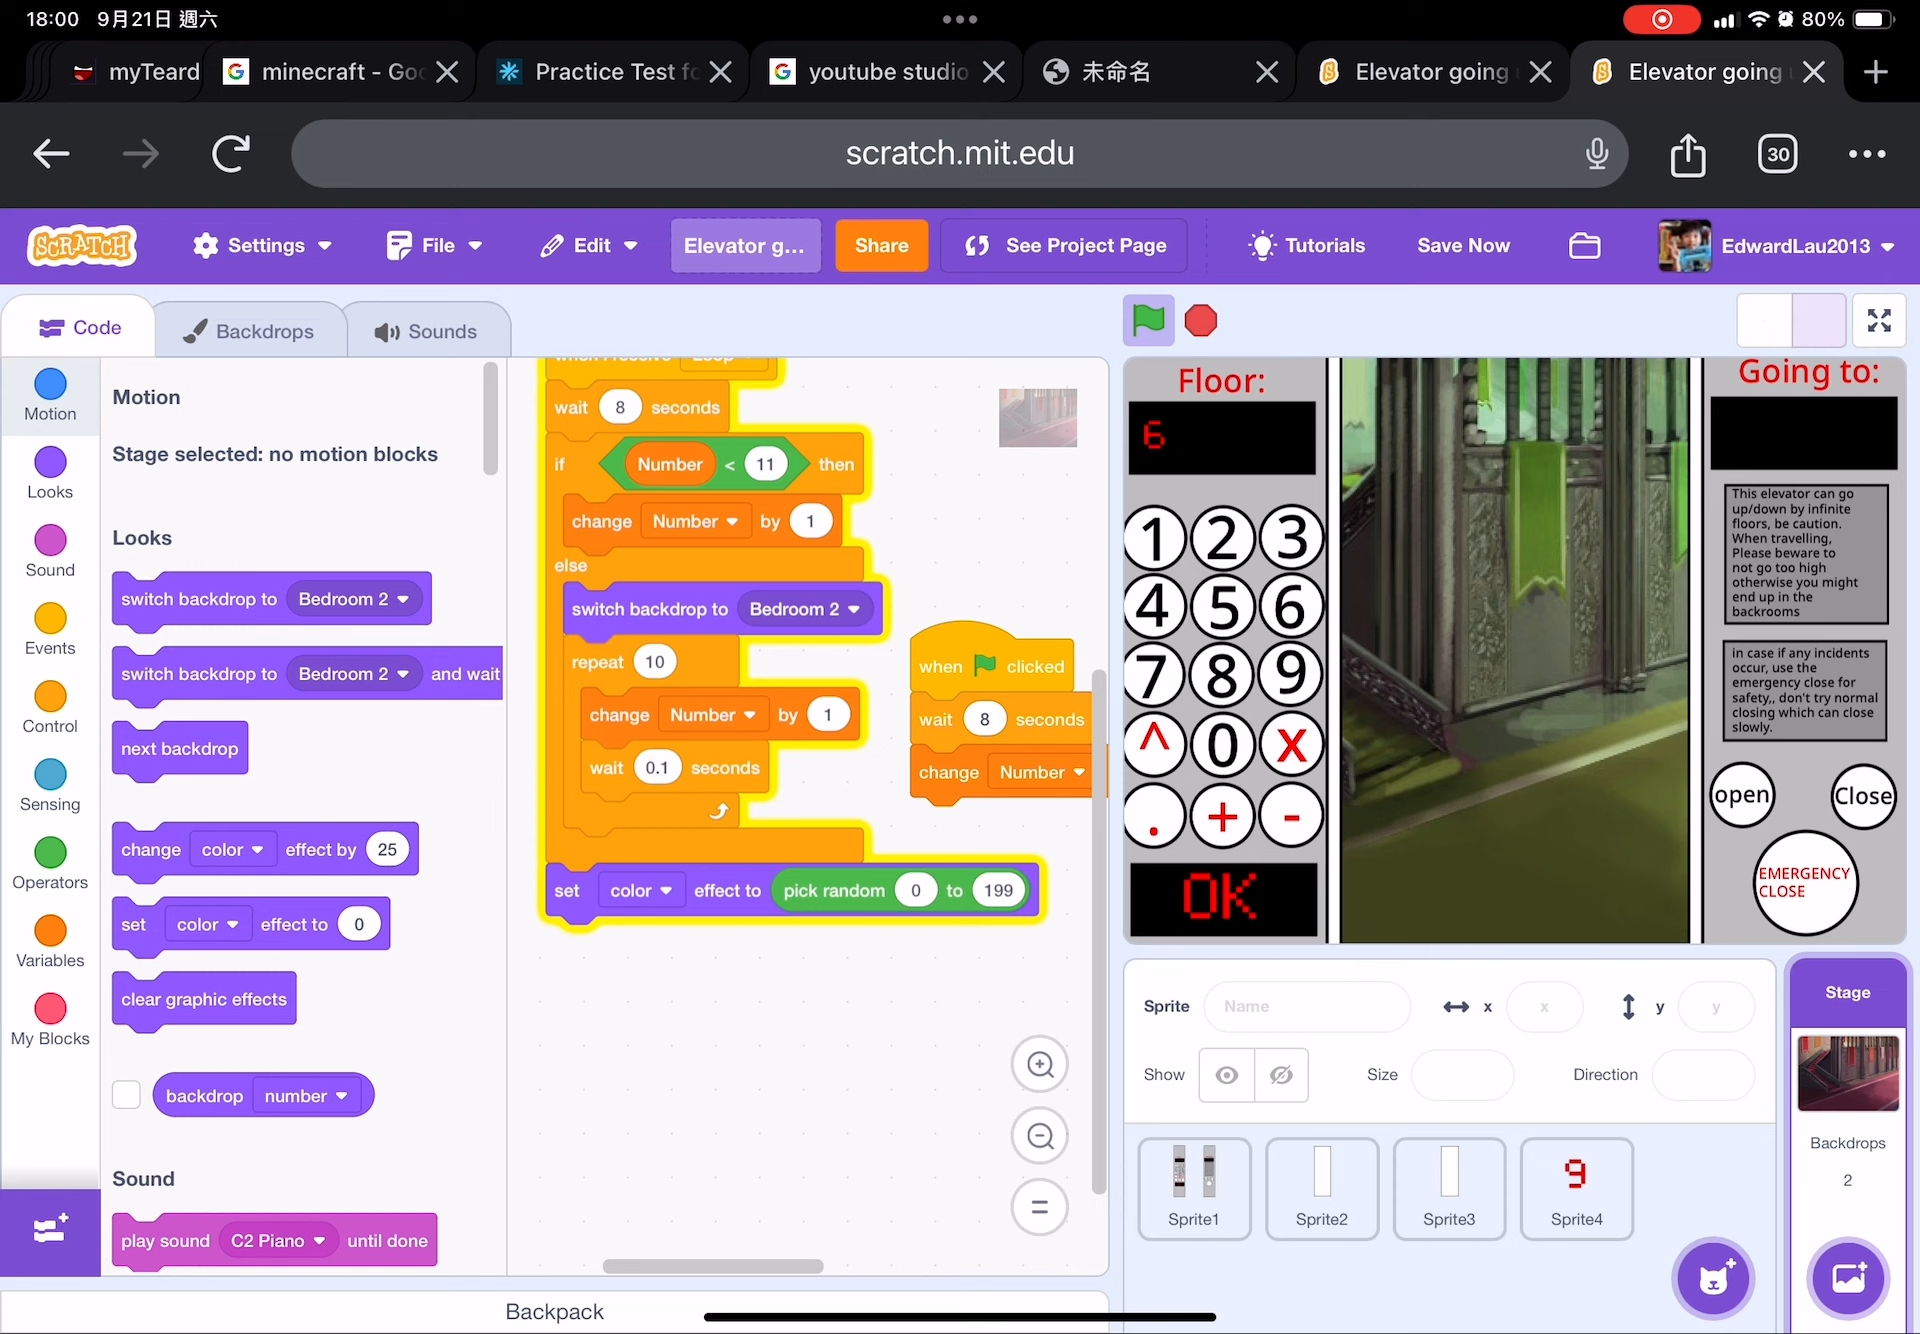 18:00 9月21日 週六
80%
myTeard
minecraft - Goo
Practice Test fo
youtube studio
未命名
Elevator going
Elevator going
scratch.mit.edu
30
SCRATCH
Settings
File
Edit
Elevator g...
Share
See Project Page
Tutorials
Save Now
EdwardLau2013
Code
Backdrops
Sounds
Motion
Looks
Sound
Events
Control
Sensing
Operators
Variables
My Blocks
Motion
Stage selected: no motion blocks
Looks
switch backdrop to Bedroom 2
switch backdrop to Bedroom 2 and wait
next backdrop
change color effect by 25
set color effect to 0
clear graphic effects
backdrop number
Sound
play sound C2 Piano until done
wait 8 seconds
if Number < 11 then
change Number by 1
else
switch backdrop to Bedroom 2
repeat 10
change Number by 1
wait 0.1 seconds
set color effect to pick random 0 to 199
when clicked
wait 8 seconds
change Number
Backpack
Floor:
6
1 2 3
4 5 6
7 8 9
^ 0 X
. + -
OK
Going to:
This elevator can go
up/down by infinite
floors, be caution.
When travelling,
Please beware to
not go too high
otherwise you might
end up in the
backrooms
in case if any incidents
occur, use the
emergency close for
safety,, don't try normal
closing which can close
slowly.
open
Close
EMERGENCY
CLOSE
Sprite Name x x y y
Show Size Direction
Sprite1
Sprite2
Sprite3
9
Sprite4
Stage
Backdrops
2